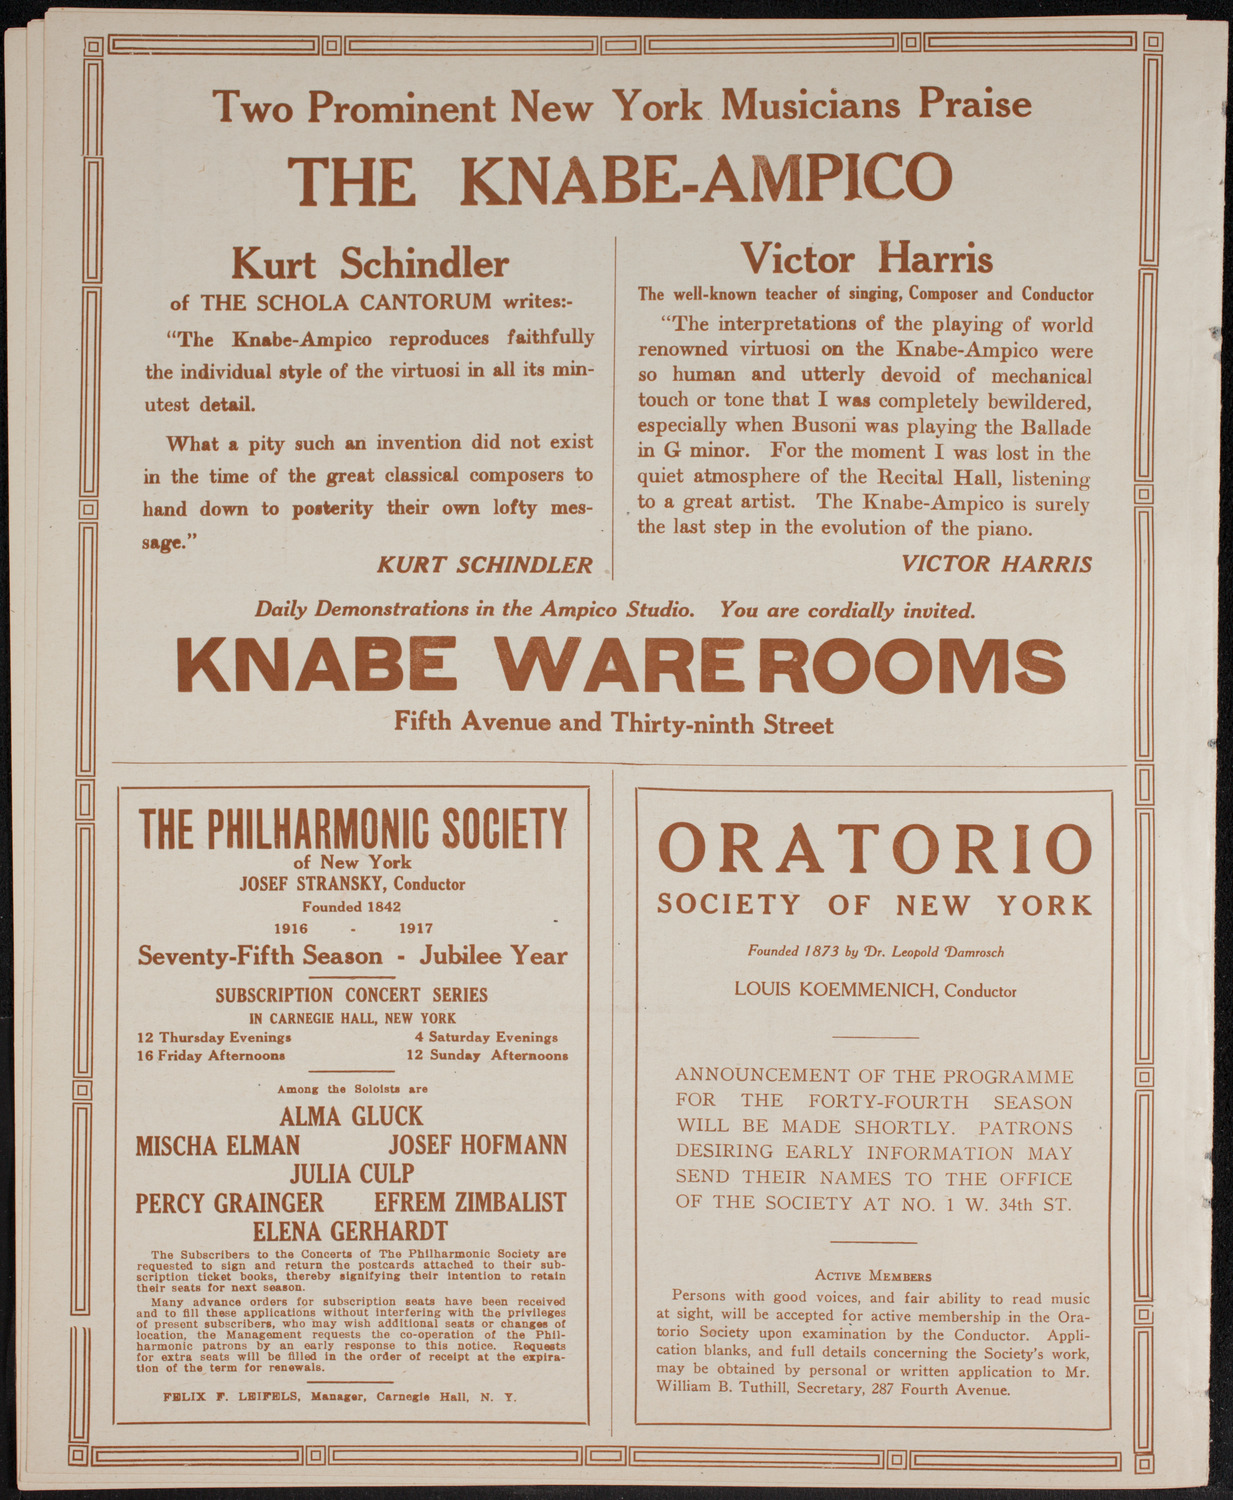 Two Prominent New York Musicians Praise
THE KNABE-AMPICO
Kurt Schindler
of THE SCHOLA CANTORUM writes:-
“The Knabe-Ampico reproduces faithfully
the individual style of the virtuosi in all its min-
utest detail.
What a pity such an invention did not exist
in the time of the great classical composers to
hand down to posterity their own lofty mes-
sage.”
KURT SCHINDLER
Victor Harris
The well-known teacher of singing, Composer and Conductor
“The interpretations of the playing of world
renowned virtuosi on the Knabe-Ampico were
so human and utterly devoid of mechanical
touch or tone that I was completely bewildered,
especially when Busoni was playing the Ballade
in G minor. For the moment I was lost in the
quiet atmosphere of the Recital Hall, listening
to a great artist. The Knabe-Ampico is surely
the last step in the evolution of the piano.
VICTOR HARRIS
Daily Demonstrations in the Ampico Studio. You are cordially invited.
KNABE WAREROOMS
Fifth Avenue and Thirty-ninth Street
THE PHILHARMONIC SOCIETY
of New York
JOSEF STRANSKY, Conductor
Founded 1842
1916 - 1917
Seventy-Fifth Season - Jubilee Year
SUBSCRIPTION CONCERT SERIES
IN CARNEGIE HALL, NEW YORK
12 Thursday Evenings 4 Saturday Evenings
16 Friday Afternoons 12 Sunday Afternoons
Among the Soloists are
ALMA GLUCK
MISCHA ELMAN JOSEF HOFMANN
JULIA CULP
PERCY GRAINGER EFREM ZIMBALIST
ELENA GERHARDT
The Subscribers to the Concerts of The Philharmonic Society are
requested to sign and return the postcards attached to their sub-
scription ticket books, thereby signifying their intention to retain
their seats for next season.
Many advance orders for subscription seats have been received
and to fill these applications without interfering with the privileges
of present subscribers, who may wish additional seats or changes of
location, the Management requests the co-operation of the Phil-
harmonic patrons by an early response to this notice. Requests
for extra seats will be filled in the order of receipt at the expira-
tion of the term for renewals.
FELIX F. LEIFELS, Manager, Carnegie Hall, N. Y.
ORATORIO
SOCIETY OF NEW YORK
Founded 1873 by Dr. Leopold Damrosch
LOUIS KOEMMENICH, Conductor
ANNOUNCEMENT OF THE PROGRAMME
FOR THE FORTY-FOURTH SEASON
WILL BE MADE SHORTLY. PATRONS
DESIRING EARLY INFORMATION MAY
SEND THEIR NAMES TO THE OFFICE
OF THE SOCIETY AT NO. 1 W. 34th ST.
ACTIVE MEMBERS
Persons with good voices, and fair ability to read music
at sight, will be accepted for active membership in the Ora-
torio Society upon examination by the Conductor. Appli-
cation blanks, and full details concerning the Society's work,
may be obtained by personal or written application to Mr.
William B. Tuthill, Secretary, 287 Fourth Avenue.